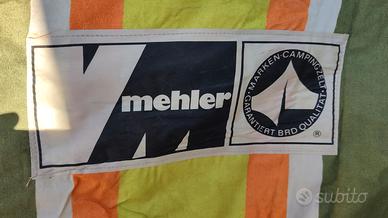 mehler
MARKEN-CAMPINGZELT
GARANTIERT BRD QUALITÄT
®
subito